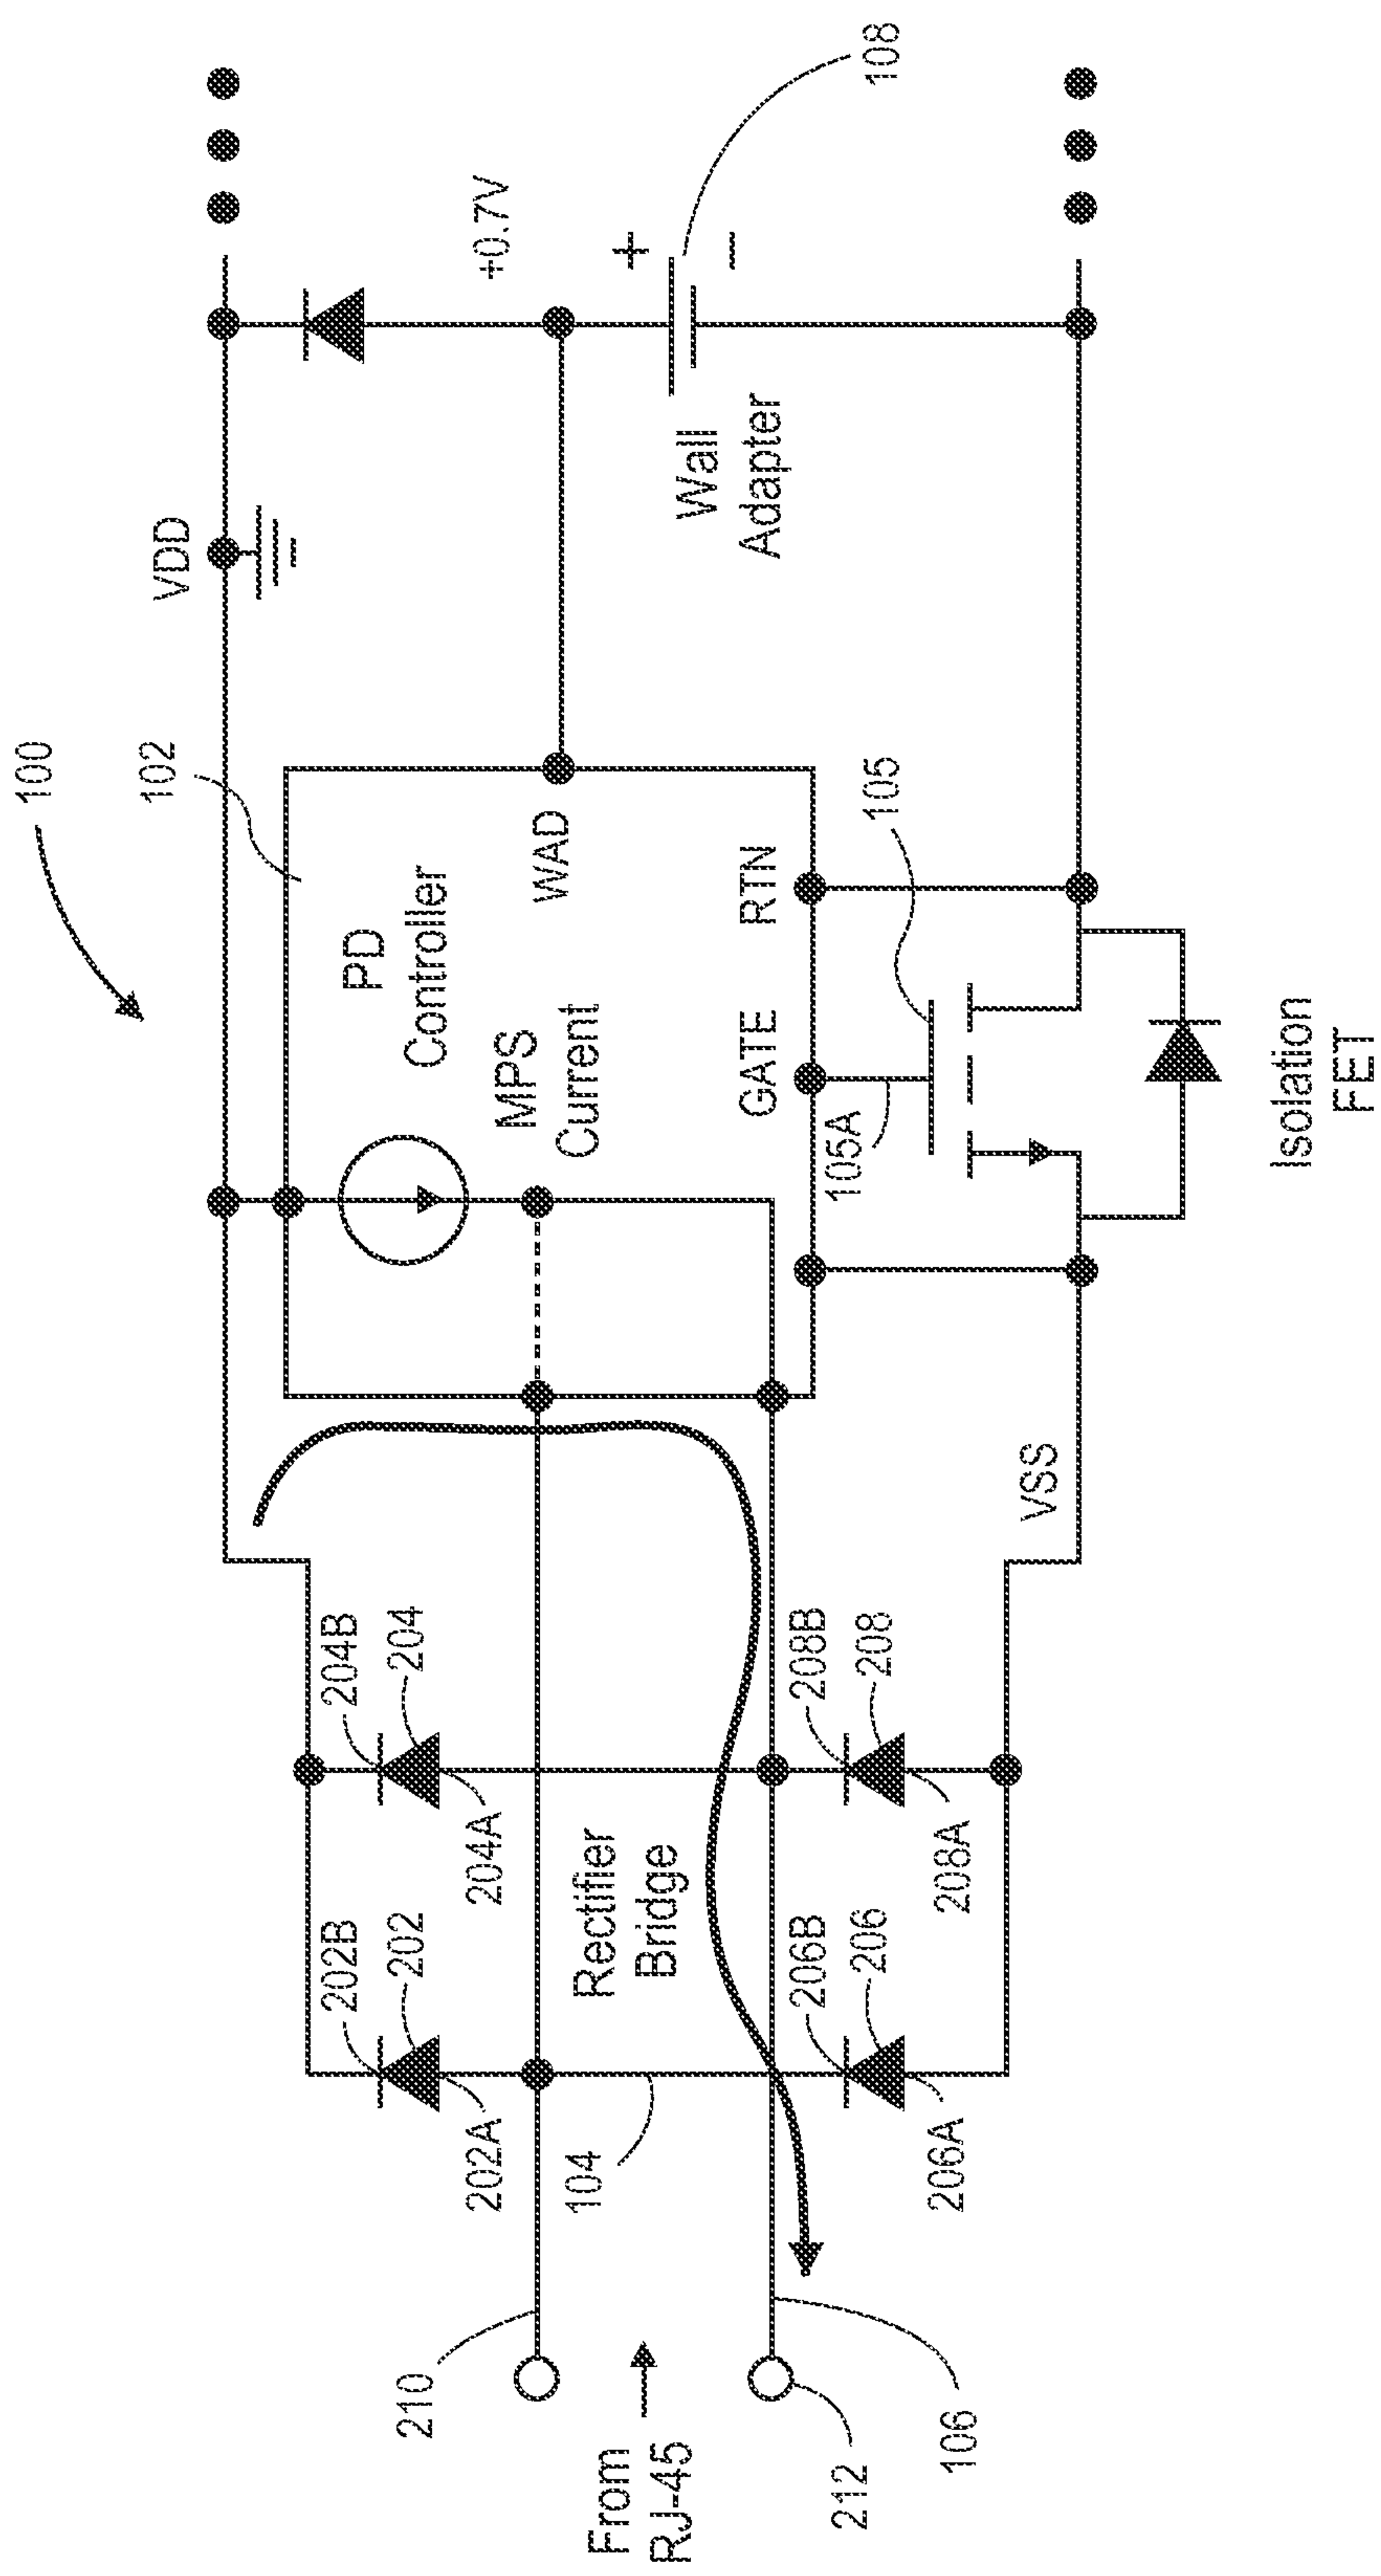 100
VDD
102
+0.7V
PD
Controller
MPS
Current
WAD
GATE
RTN
Wall
Adapter
108
105
105A
Isolation
FET
VSS
202B
202
202A
204B
204
204A
Rectifier
Bridge
104
206B
206
206A
208B
208
208A
210
From
RJ-45
212
106
+
−